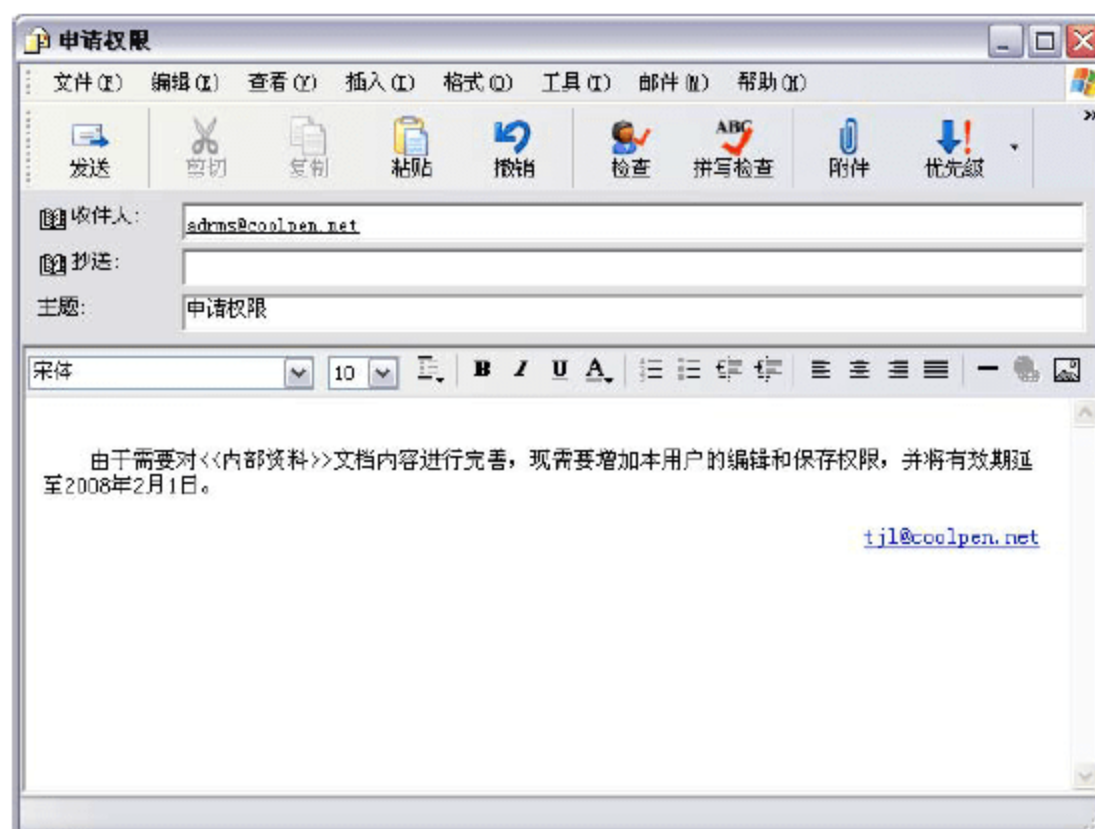 申请权限
文件(F) 编辑(E) 查看(V) 插入(I) 格式(O) 工具(T) 邮件(M) 帮助(H)
发送 剪切 复制 粘贴 撤销 检查 拼写检查 附件 优先级
收件人: adrms@coolpen.net
抄送:
主题: 申请权限
宋体 10 B I U A
由于需要对<<内部资料>>文档内容进行完善，现需要增加本用户的编辑和保存权限，并将有效期延
至2008年2月1日。
tjl@coolpen.net